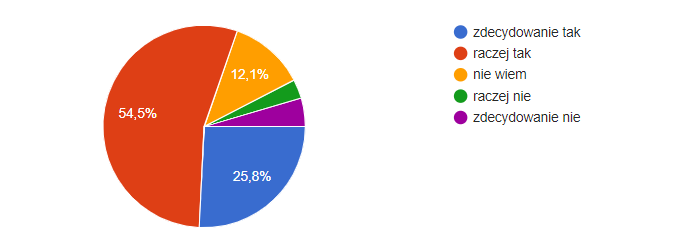 12,1%
54,5%
25,8%
zdecydowanie tak
raczej tak
nie wiem
raczej nie
zdecydowanie nie